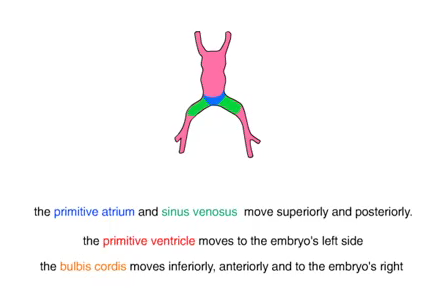 the primitive atrium and sinus venosus move superiorly and posteriorly.
the primitive ventricle moves to the embryo's left side
the bulbis cordis moves inferiorly, anteriorly and to the embryo's right